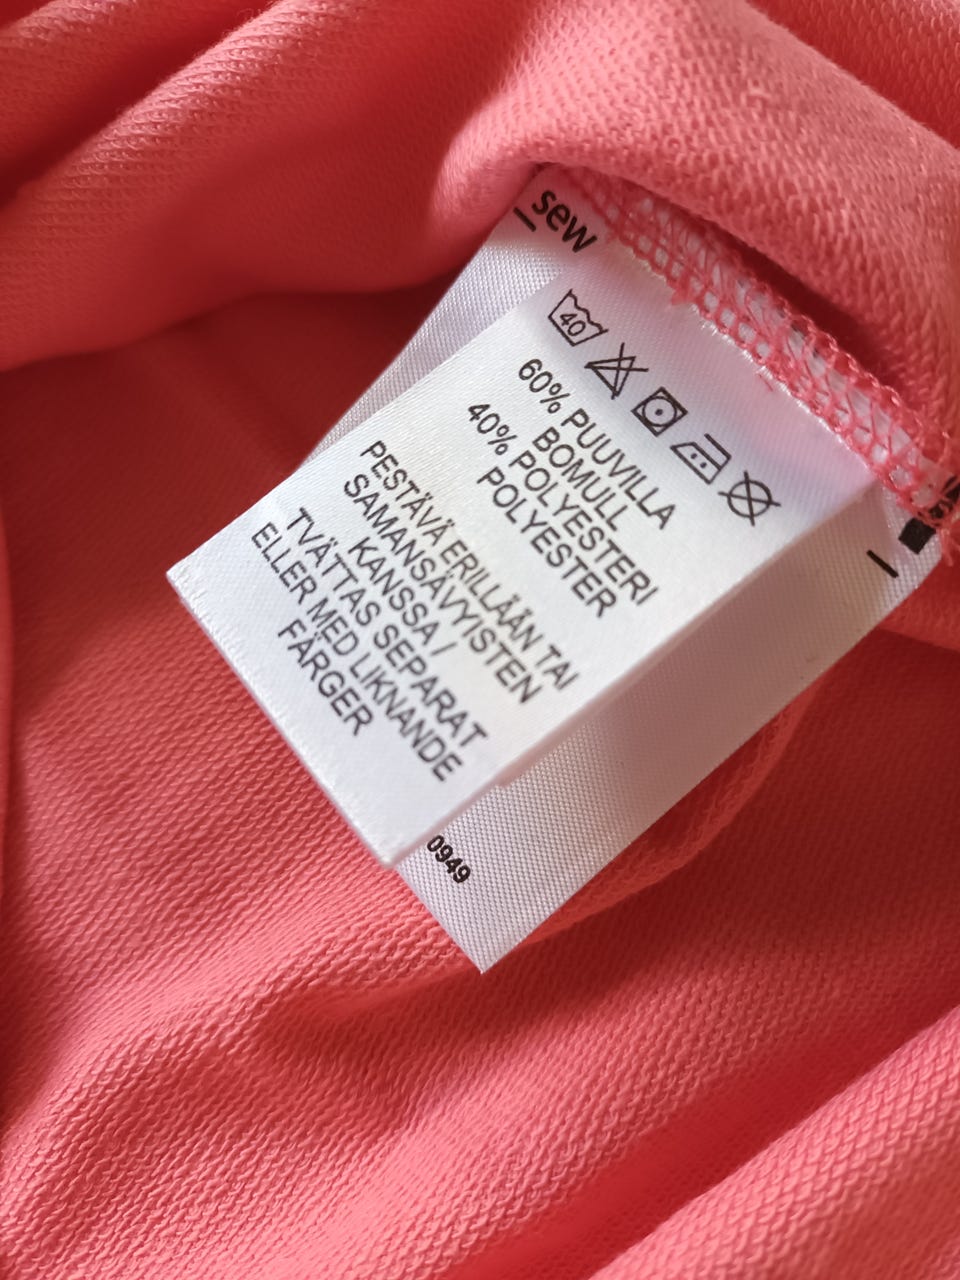 sew
40
60% PUUVILLA
BOMULL
40% POLYESTERI
POLYESTER
PESTÄVÄ ERILLÄÄN TAI
SAMANSÄVYISTEN
KANSSA /
TVÄTTAS SEPARAT
ELLER MED LIKNANDE
FÄRGER
0949